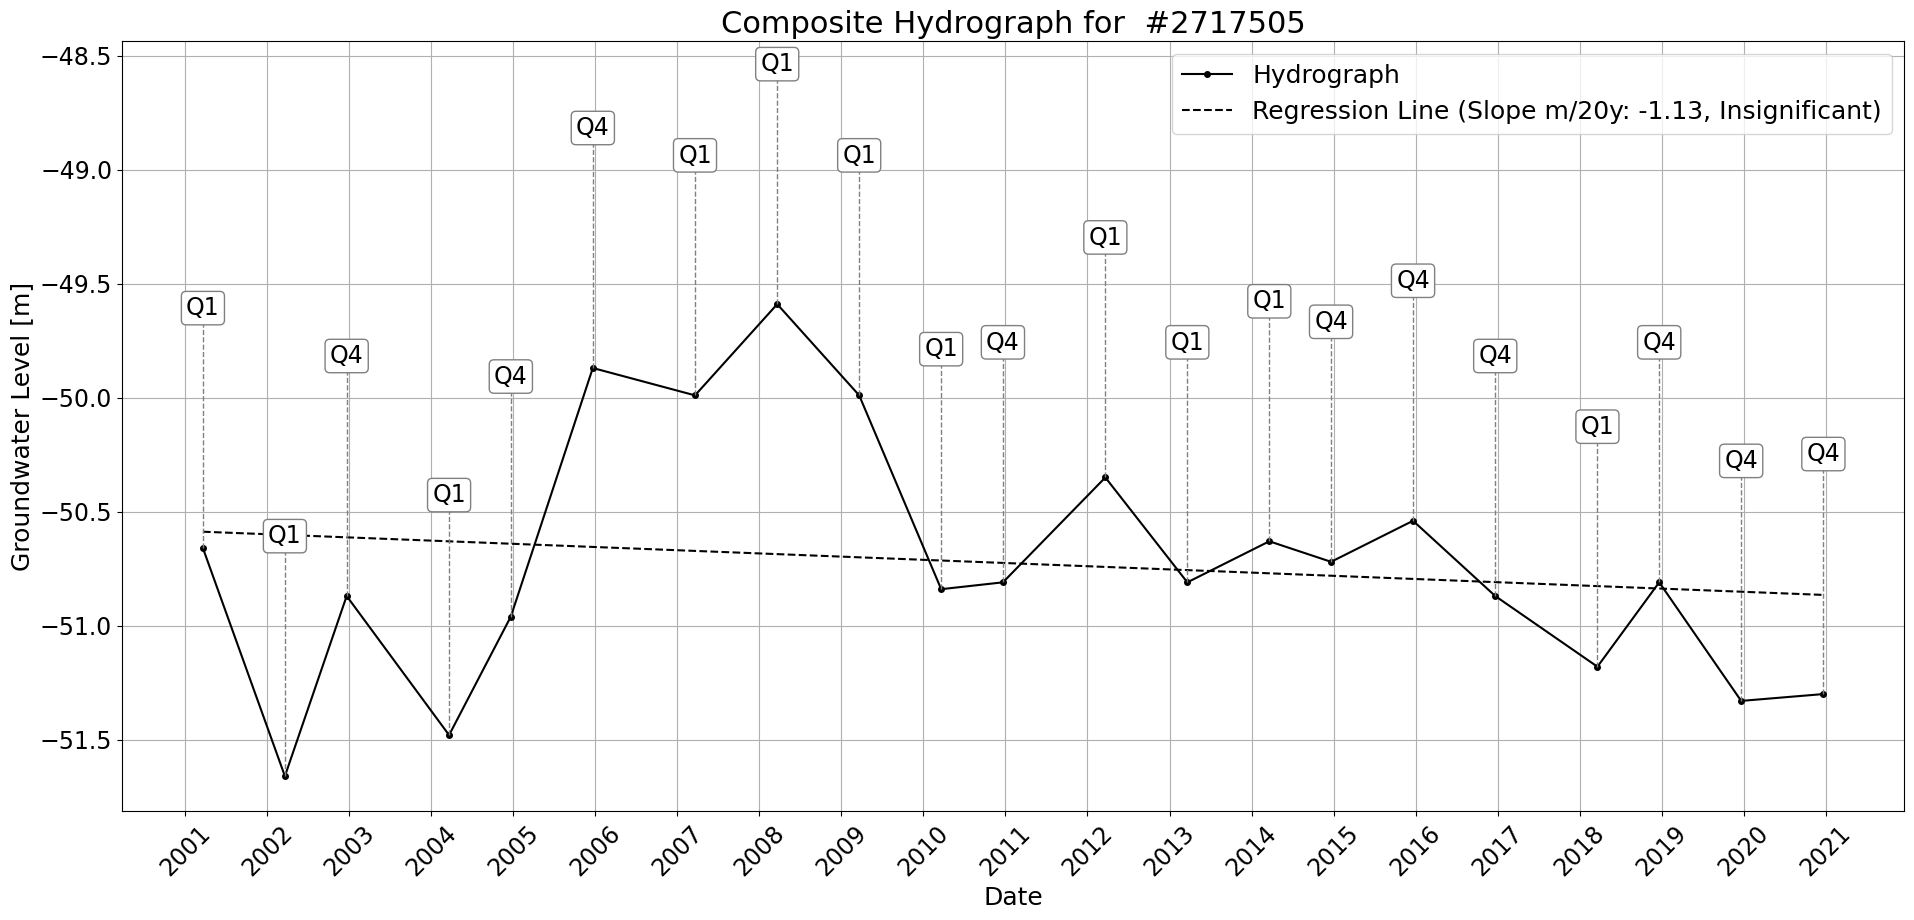 Composite Hydrograph for  #2717505
Hydrograph
Regression Line (Slope m/20y: -1.13, Insignificant)
Groundwater Level [m]
−48.5
−49.0
−49.5
−50.0
−50.5
−51.0
−51.5
Q1
Q1
Q4
Q1
Q4
Q4
Q1
Q1
Q1
Q1
Q4
Q1
Q1
Q1
Q4
Q4
Q4
Q1
Q4
Q4
Q4
2001
2002
2003
2004
2005
2006
2007
2008
2009
2010
2011
2012
2013
2014
2015
2016
2017
2018
2019
2020
2021
Date